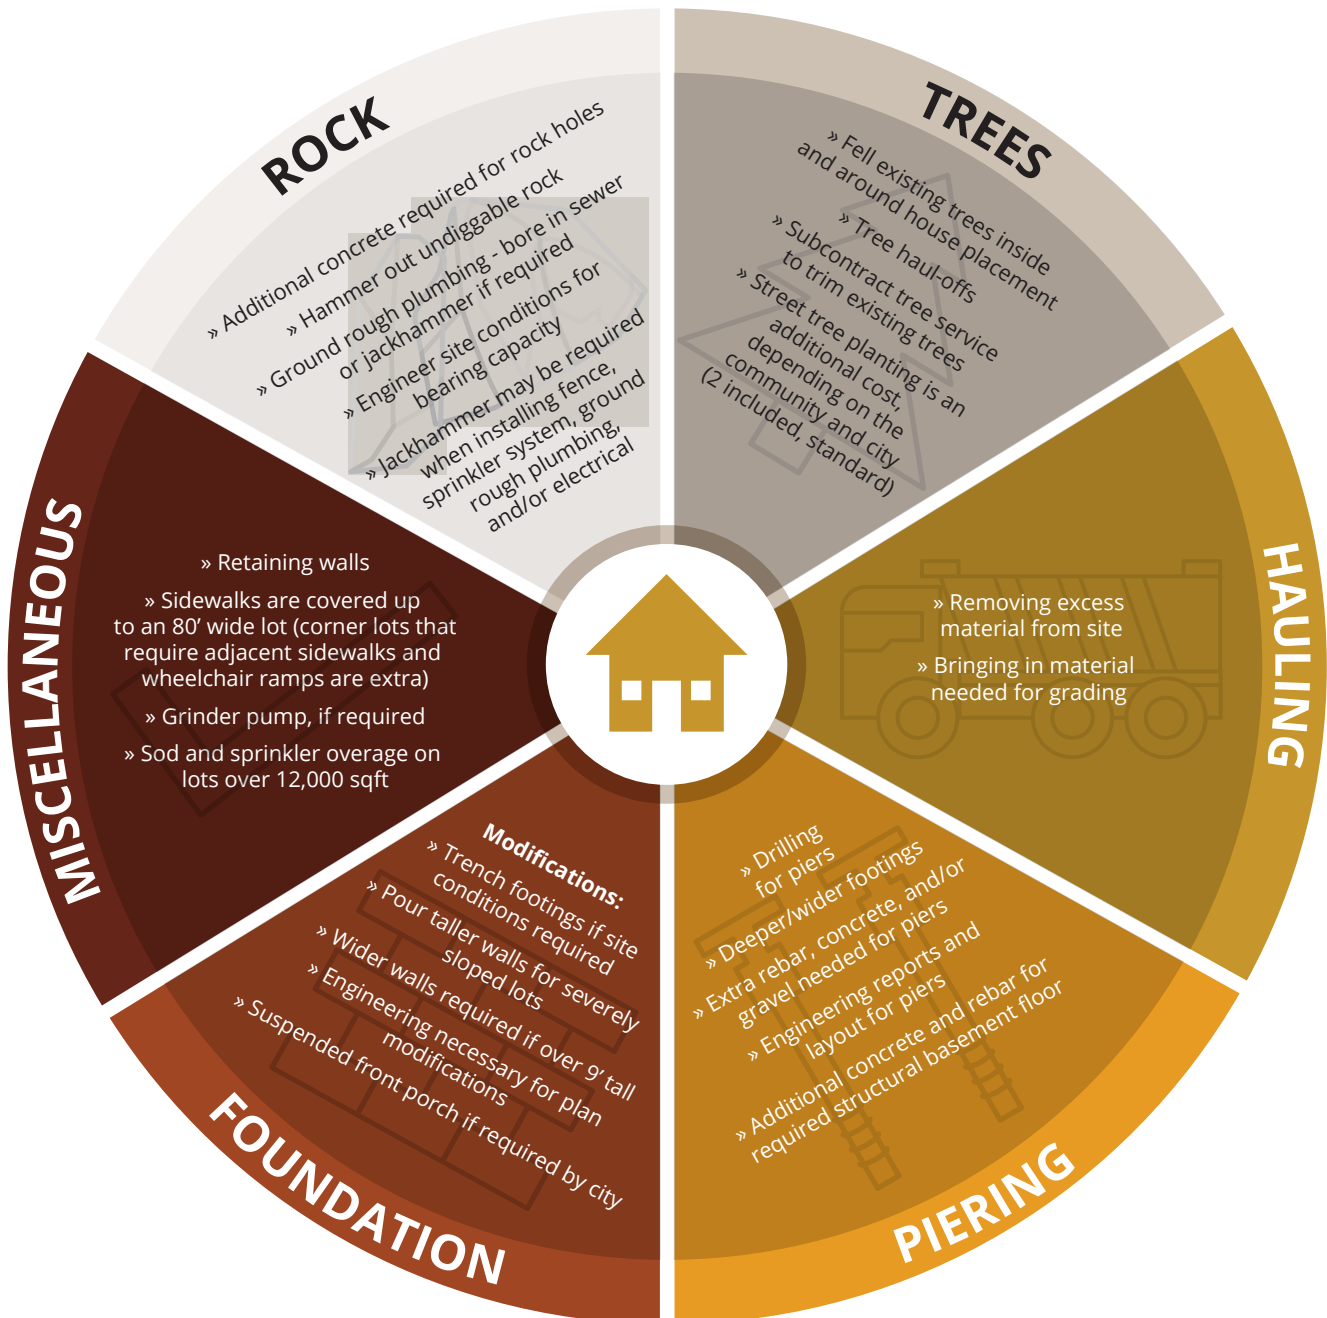 ROCK
» Additional concrete required for rock holes
» Hammer out undiggable rock
» Ground rough plumbing - bore in sewer
or jackhammer if required
» Engineer site conditions for
bearing capacity
» Jackhammer may be required
when installing fence,
sprinkler system, ground
rough plumbing,
and/or electrical
TREES
» Fell existing trees inside
and around house placement
» Tree haul-offs
» Subcontract tree service
to trim existing trees
» Street tree planting is an
additional cost,
depending on the
community and city
(2 included, standard)
HAULING
» Removing excess
material from site
» Bringing in material
needed for grading
PIERING
» Drilling
for piers
» Deeper/wider footings
» Extra rebar, concrete, and/or
gravel needed for piers
» Engineering reports and
layout for piers
» Additional concrete and rebar for
required structural basement floor
FOUNDATION
Modifications:
» Trench footings if site
conditions required
» Pour taller walls for severely
sloped lots
» Wider walls required if over 9’ tall
» Engineering necessary for plan
modifications
» Suspended front porch if required by city
MISCELLANEOUS
» Retaining walls
» Sidewalks are covered up
to an 80’ wide lot (corner lots that
require adjacent sidewalks and
wheelchair ramps are extra)
» Grinder pump, if required
» Sod and sprinkler overage on
lots over 12,000 sqft